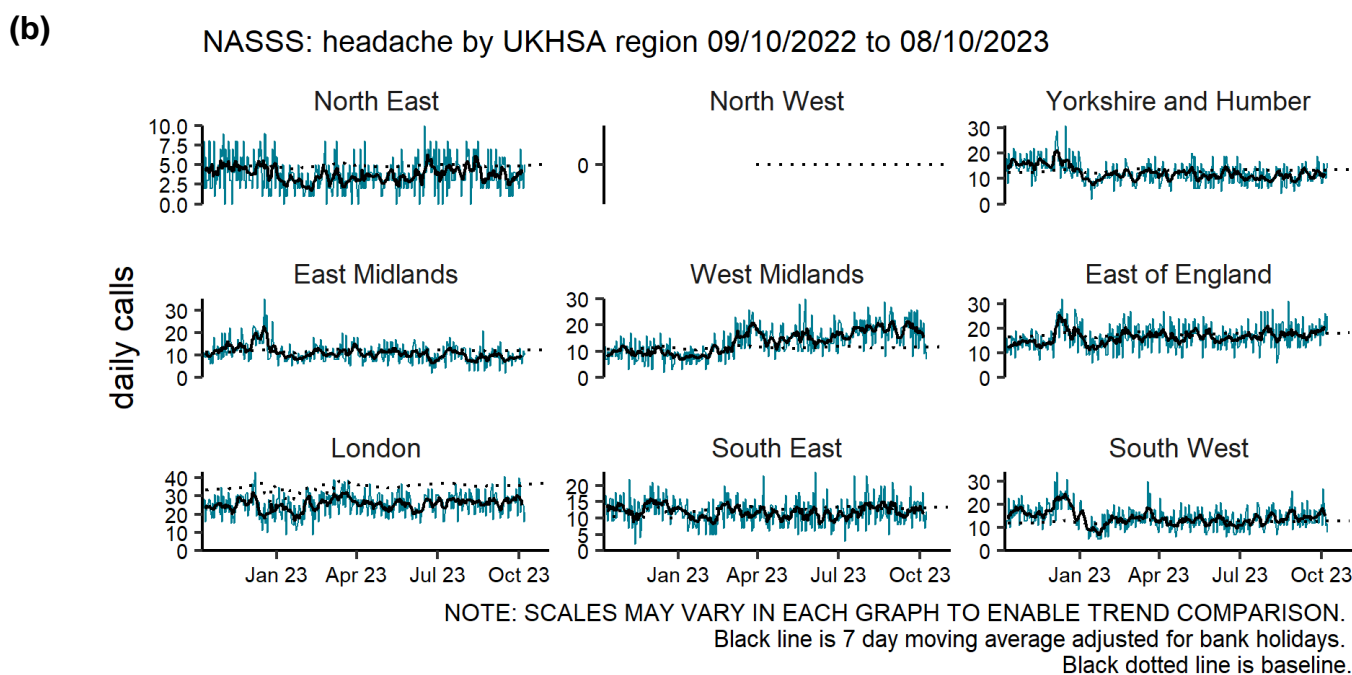 (b)
NASSS: headache by UKHSA region 09/10/2022 to 08/10/2023
North East
North West
Yorkshire and Humber
10.0
7.5
5.0
2.5
0.0
0
30
20
10
0
East Midlands
West Midlands
East of England
30
20
10
0
30
20
10
0
30
20
10
0
daily calls
London
South East
South West
40
30
20
10
0
20
15
10
5
0
30
20
10
0
Jan 23 Apr 23 Jul 23 Oct 23
Jan 23 Apr 23 Jul 23 Oct 23
Jan 23 Apr 23 Jul 23 Oct 23
NOTE: SCALES MAY VARY IN EACH GRAPH TO ENABLE TREND COMPARISON.
Black line is 7 day moving average adjusted for bank holidays.
Black dotted line is baseline.